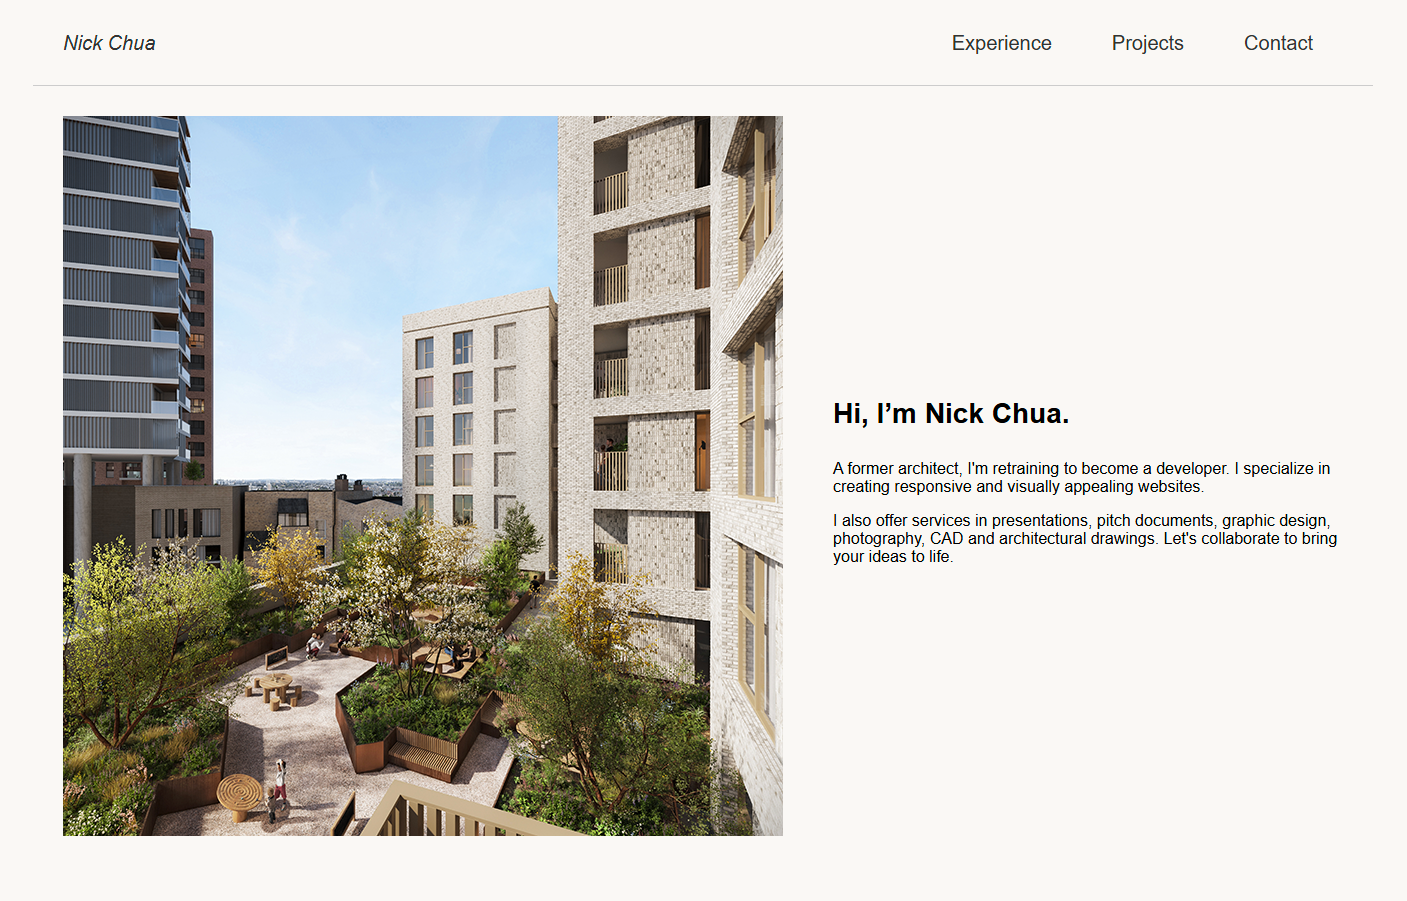 Nick Chua
Experience
Projects
Contact
Hi, I’m Nick Chua.
A former architect, I'm retraining to become a developer. I specialize in
creating responsive and visually appealing websites.
I also offer services in presentations, pitch documents, graphic design,
photography, CAD and architectural drawings. Let's collaborate to bring
your ideas to life.